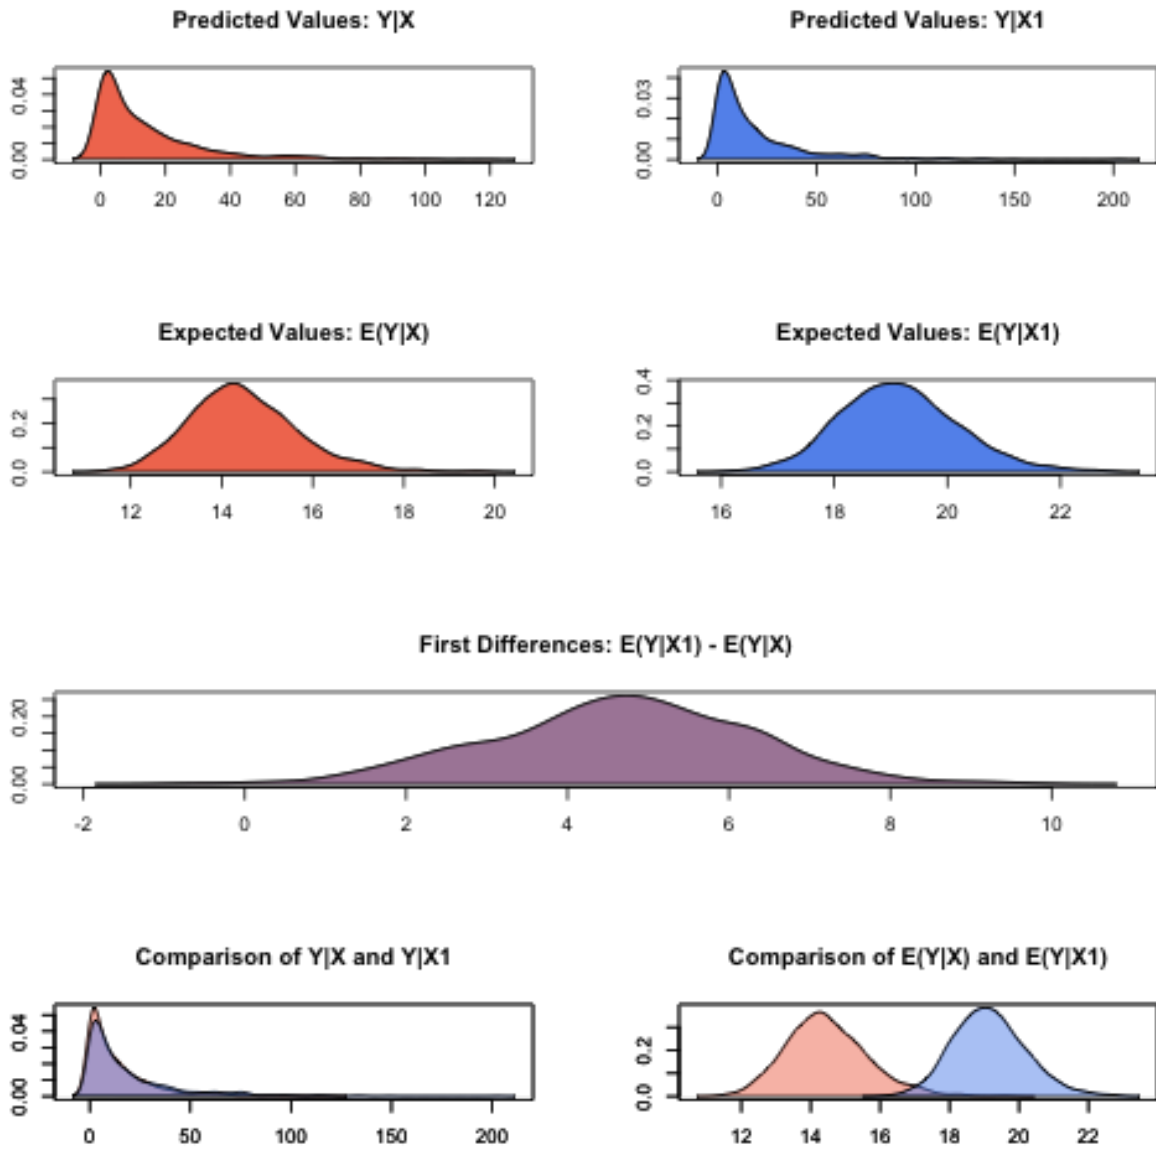 Predicted Values: Y|X
0.00 0.04
0 20 40 60 80 100 120
Predicted Values: Y|X1
0.00 0.03
0 50 100 150 200
Expected Values: E(Y|X)
0.0 0.2
12 14 16 18 20
Expected Values: E(Y|X1)
0.0 0.2 0.4
16 18 20 22
First Differences: E(Y|X1) - E(Y|X)
0.00 0.20
-2 0 2 4 6 8 10
Comparison of Y|X and Y|X1
0.00 0.04
0 50 100 150 200
Comparison of E(Y|X) and E(Y|X1)
0.0 0.2
12 14 16 18 20 22